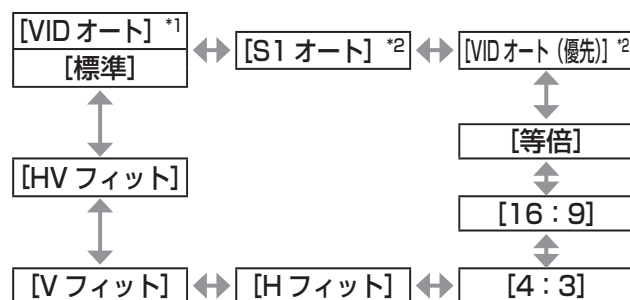 [VID オート] *1
[標準]
[S1 オート] *2
[VID オート (優先)] *2
[等倍]
[HV フィット]
[16：9]
[V フィット]
[H フィット]
[4：3]